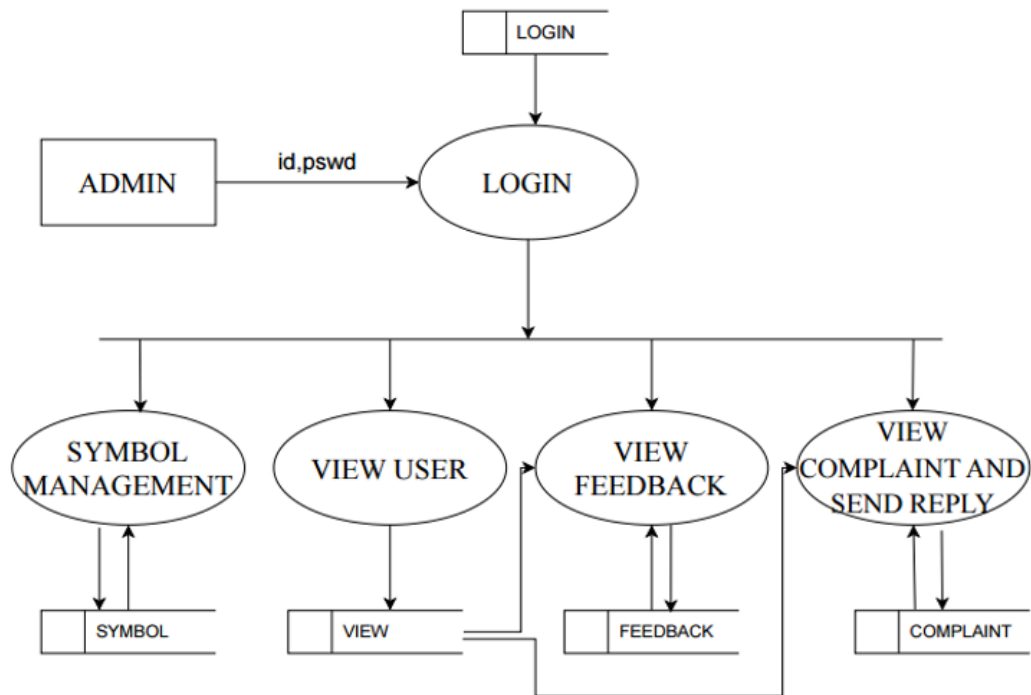 LOGIN
ADMIN
id,pswd
LOGIN
SYMBOL
MANAGEMENT
VIEW USER
VIEW
FEEDBACK
VIEW
COMPLAINT AND
SEND REPLY
SYMBOL
VIEW
FEEDBACK
COMPLAINT